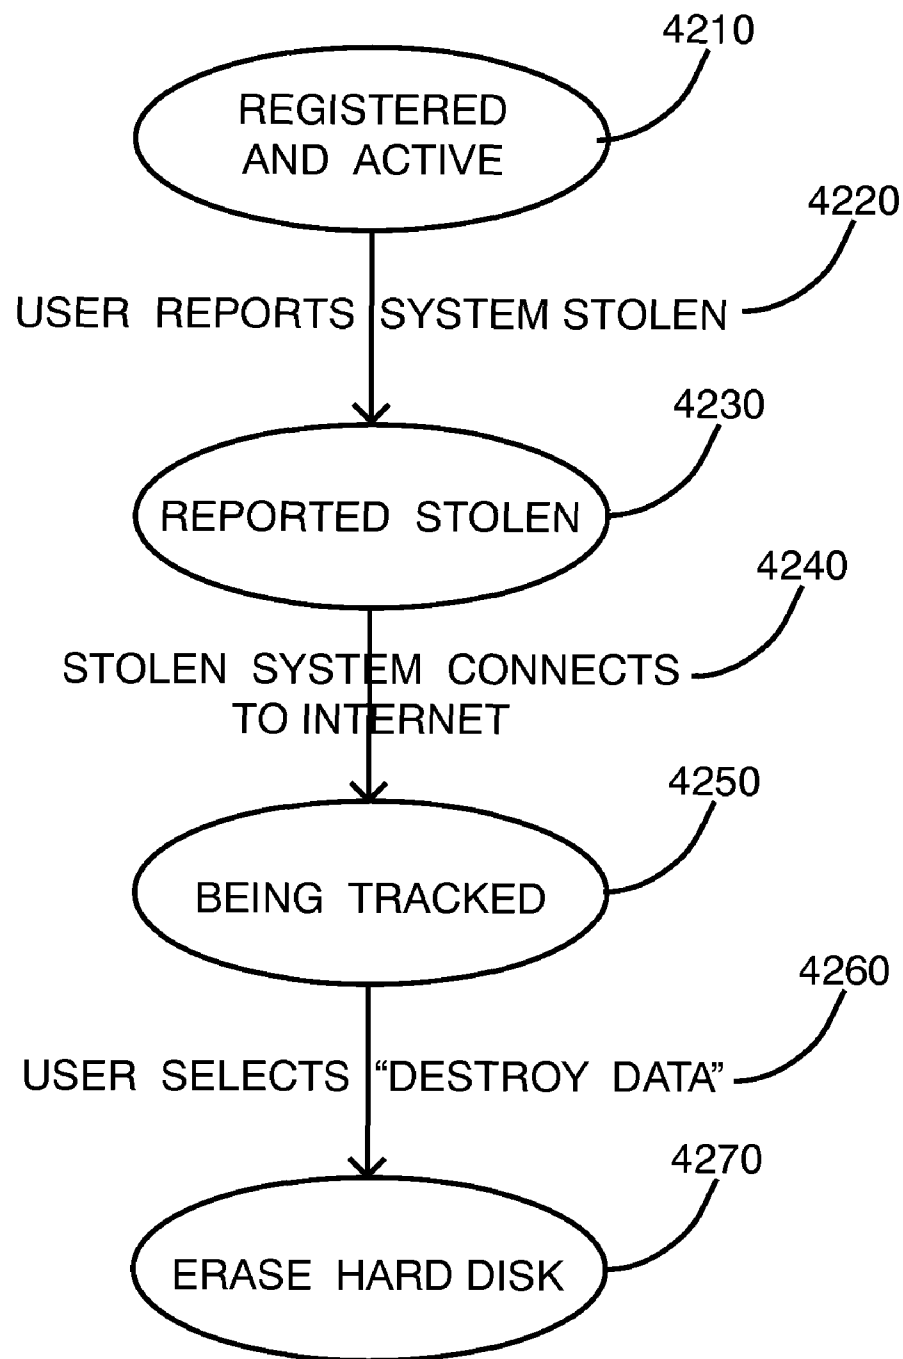 4210
REGISTERED
AND ACTIVE
4220
USER REPORTS SYSTEM STOLEN
4230
REPORTED STOLEN
4240
STOLEN SYSTEM CONNECTS
TO INTERNET
4250
BEING TRACKED
4260
USER SELECTS “DESTROY DATA”
4270
ERASE HARD DISK